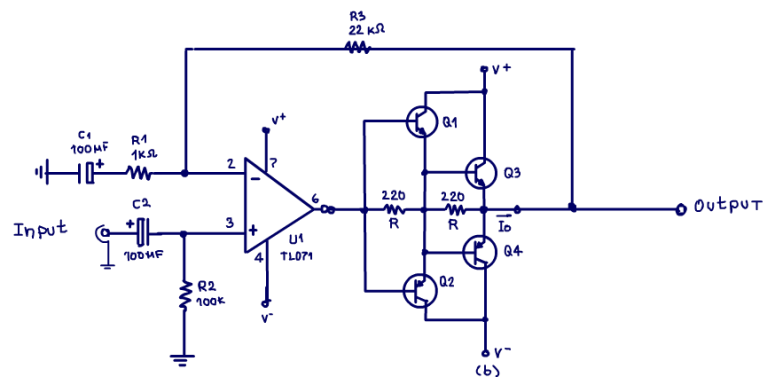 R3
22 KΩ
V+
V+
Q1
C1
100MF
+
R1
1KΩ
2
7
-
Q3
C2
6
220
220
Input
+
3
+
R
R
I0
OUTPUT
100MF
U1
TL071
4
Q4
R2
100K
Q2
V-
V-
(b)